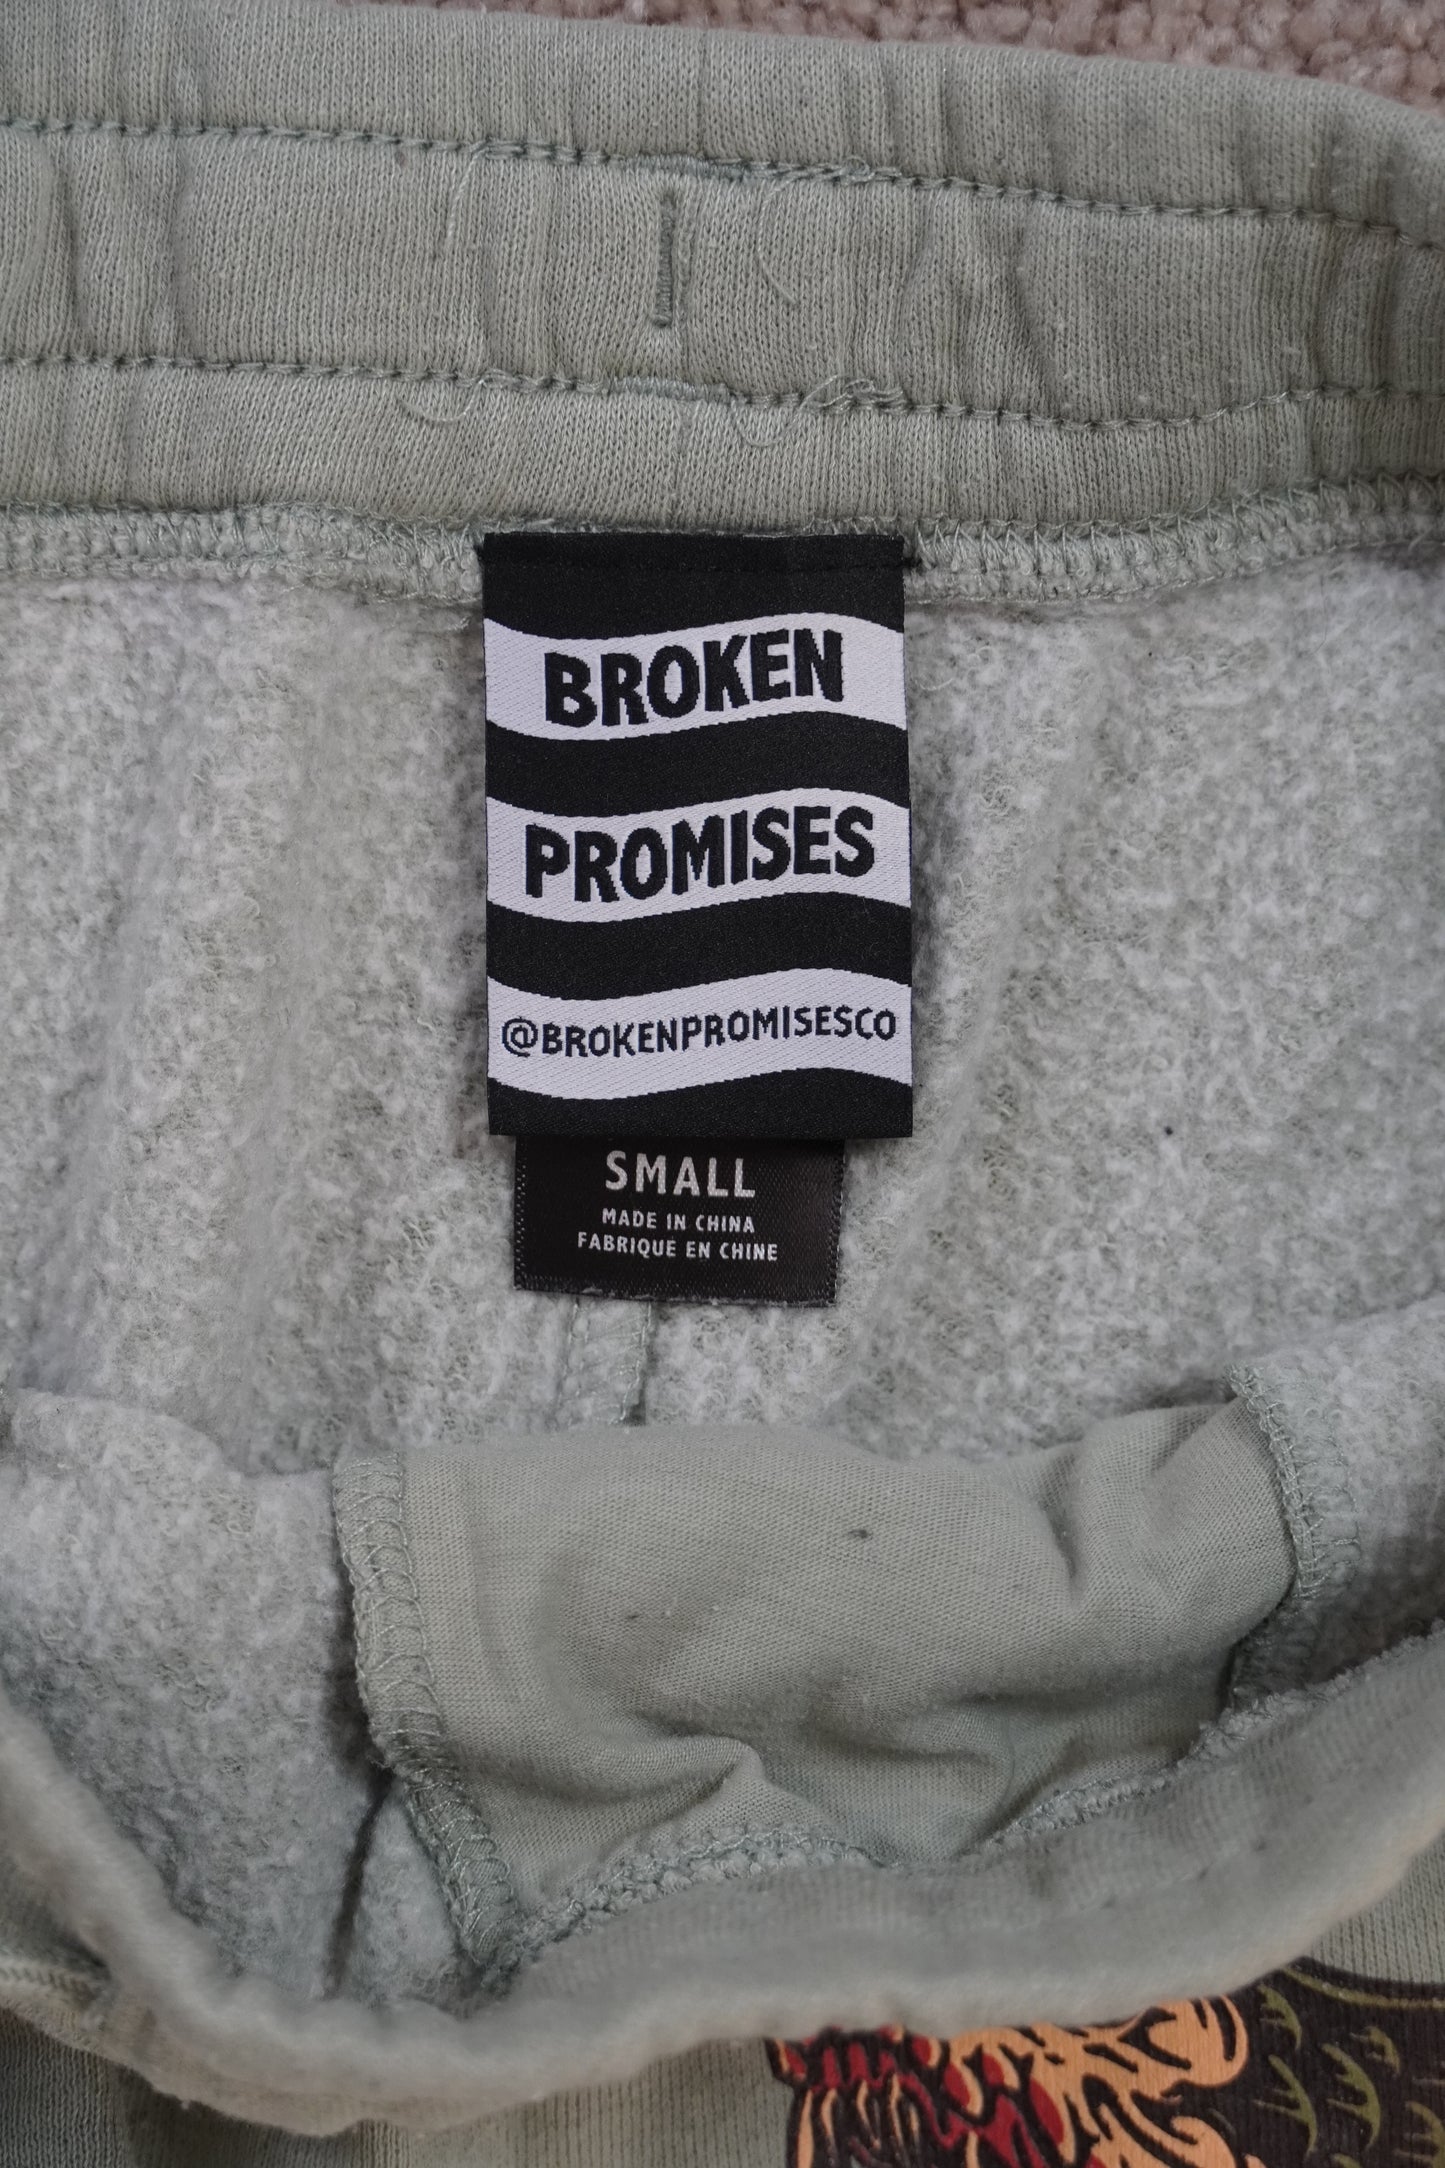 BROKEN
PROMISES
@BROKENPROMISESCO
SMALL
MADE IN CHINA
FABRIQUE EN CHINE